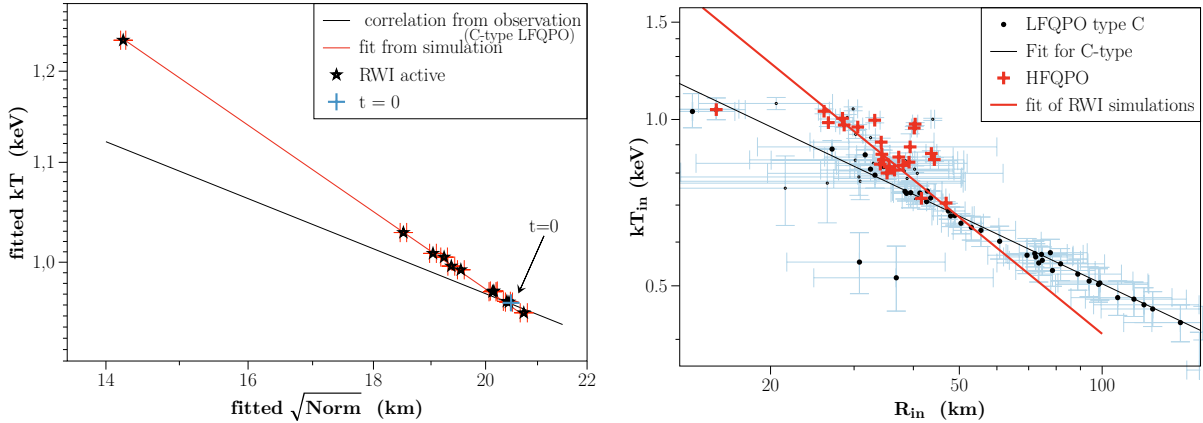 correlation from observation
(C-type LFQPO)
fit from simulation
RWI active
t = 0
t=0
1,2
1,1
1,0
fitted kT (keV)
14
16
18
20
22
fitted √Norm (km)
LFQPO type C
Fit for C-type
HFQPO
fit of RWI simulations
1.5
1.0
0.5
kT_in (keV)
20
50
100
R_in (km)